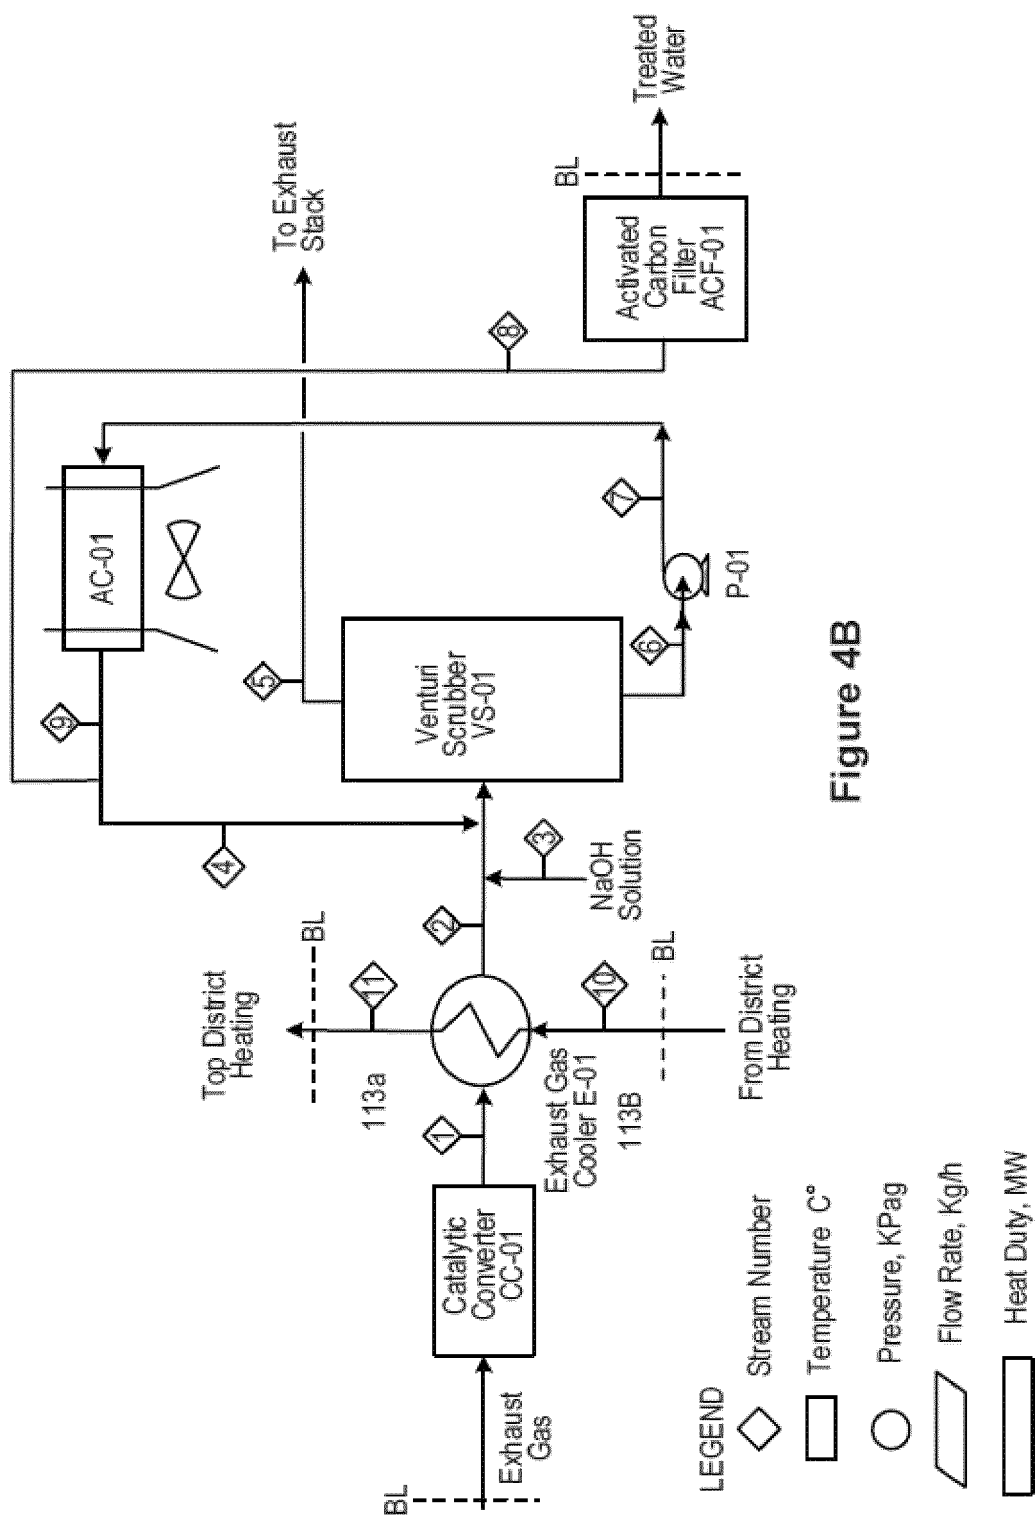 BL
Exhaust
Gas
Catalytic
Converter
CC-01
1
Top District
Heating
BL
113a
11
Exhaust Gas
Cooler E-01
113B
10
BL
From District
Heating
2
NaOH
Solution
3
4
9
AC-01
5
To Exhaust
Stack
Venturi
Scrubber
VS-01
6
P-01
7
8
Activated
Carbon
Filter
ACF-01
BL
Treated
Water
LEGEND
Stream Number
Temperature C°
Pressure, KPag
Flow Rate, Kg/h
Heat Duty, MW
Figure 4B